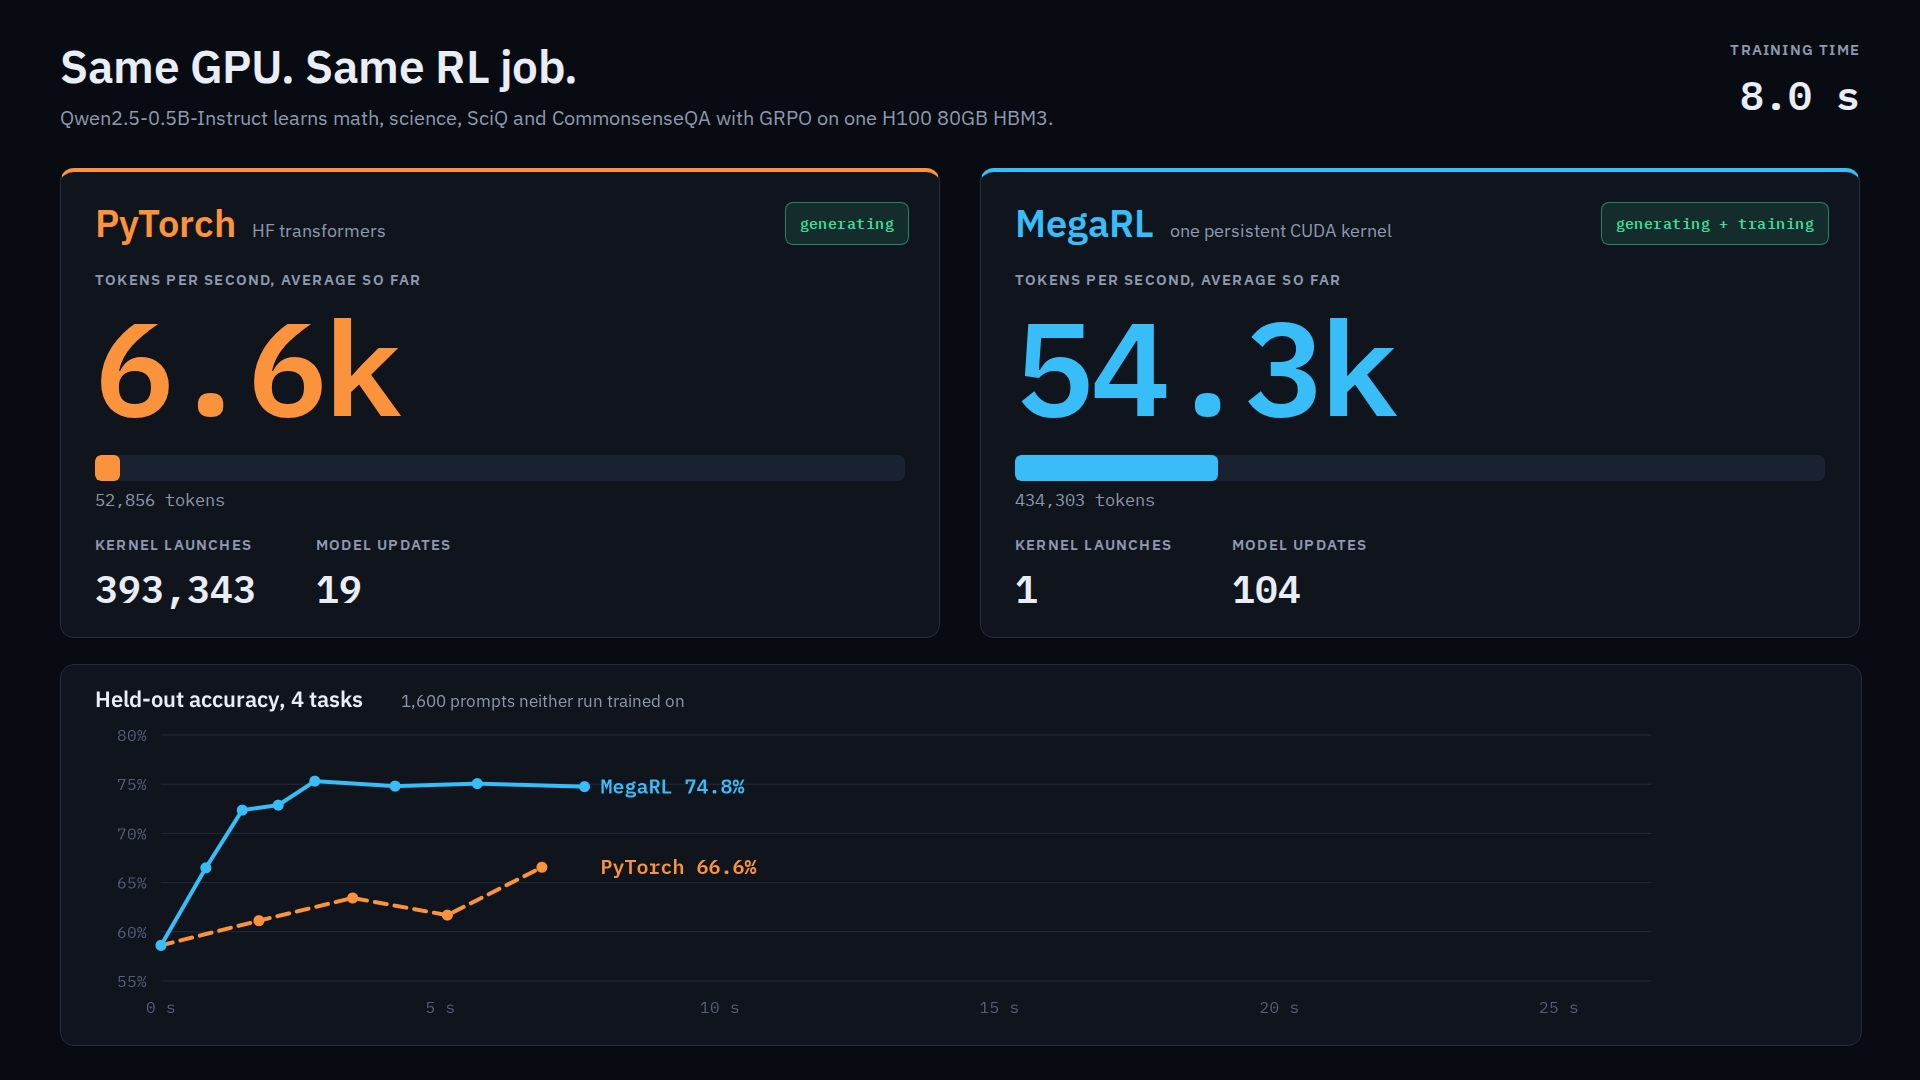 Same GPU. Same RL job.
Qwen2.5-0.5B-Instruct learns math, science, SciQ and CommonsenseQA with GRPO on one H100 80GB HBM3.
TRAINING TIME
8.0 s
PyTorch HF transformers
generating
TOKENS PER SECOND, AVERAGE SO FAR
6.6k
52,856 tokens
KERNEL LAUNCHES MODEL UPDATES
393,343 19
MegaRL one persistent CUDA kernel
generating + training
TOKENS PER SECOND, AVERAGE SO FAR
54.3k
434,303 tokens
KERNEL LAUNCHES MODEL UPDATES
1 104
Held-out accuracy, 4 tasks 1,600 prompts neither run trained on
80%
75%
MegaRL 74.8%
70%
PyTorch 66.6%
65%
60%
55%
0 s 5 s 10 s 15 s 20 s 25 s